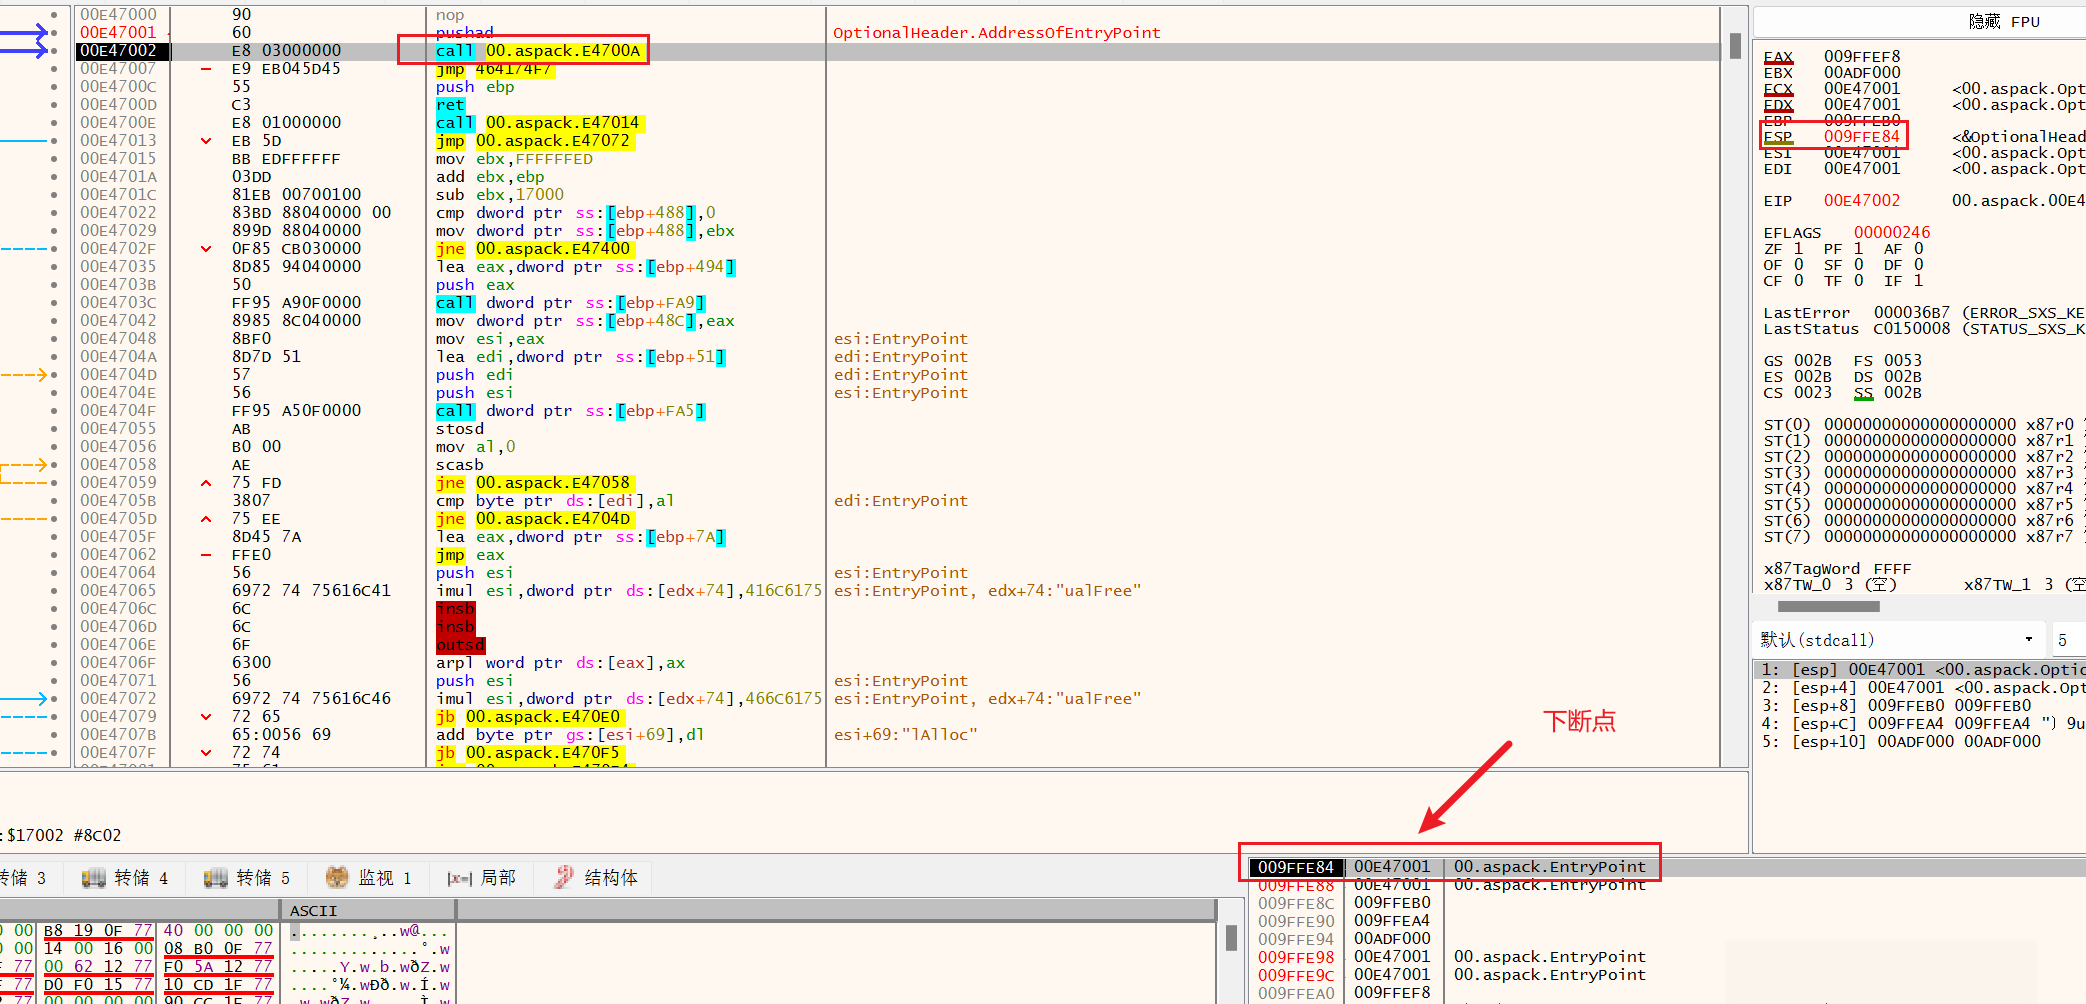 00E47000 90 nop
00E47001 60 pushad OptionalHeader.AddressOfEntryPoint
00E47002 E8 03000000 call 00.aspack.E4700A
00E47007 E9 EB045D45 jmp 464174F7
00E4700C 55 push ebp
00E4700D C3 ret
00E4700E E8 01000000 call 00.aspack.E47014
00E47013 EB 5D jmp 00.aspack.E47072
00E47015 BB EDFFFFFF mov ebx,FFFFFFED
00E4701A 03DD add ebx,ebp
00E4701C 81EB 00700100 sub ebx,17000
00E47022 83BD 88040000 00 cmp dword ptr ss:[ebp+488],0
00E47029 899D 88040000 mov dword ptr ss:[ebp+488],ebx
00E4702F 0F85 CB030000 jne 00.aspack.E47400
00E47035 8D85 94040000 lea eax,dword ptr ss:[ebp+494]
00E4703B 50 push eax
00E4703C FF95 A90F0000 call dword ptr ss:[ebp+FA9]
00E47042 8985 8C040000 mov dword ptr ss:[ebp+48C],eax
00E47048 8BF0 mov esi,eax esi:EntryPoint
00E4704A 8D7D 51 lea edi,dword ptr ss:[ebp+51] edi:EntryPoint
00E4704D 57 push edi edi:EntryPoint
00E4704E 56 push esi esi:EntryPoint
00E4704F FF95 A50F0000 call dword ptr ss:[ebp+FA5]
00E47055 AB stosd
00E47056 B0 00 mov al,0
00E47058 AE scasb
00E47059 75 FD jne 00.aspack.E47058
00E4705B 3807 cmp byte ptr ds:[edi],al edi:EntryPoint
00E4705D 75 EE jne 00.aspack.E4704D
00E4705F 8D45 7A lea eax,dword ptr ss:[ebp+7A]
00E47062 FFE0 jmp eax
00E47064 56 push esi esi:EntryPoint
00E47065 6972 74 75616C41 imul esi,dword ptr ds:[edx+74],416C6175 esi:EntryPoint, edx+74:"ualFree"
00E4706C 6C insb
00E4706D 6C insb
00E4706E 6F outsd
00E4706F 6300 arpl word ptr ds:[eax],ax
00E47071 56 push esi esi:EntryPoint
00E47072 6972 74 75616C46 imul esi,dword ptr ds:[edx+74],466C6175 esi:EntryPoint, edx+74:"ualFree"
00E47079 72 65 jb 00.aspack.E470E0
00E4707B 65:0056 69 add byte ptr gs:[esi+69],dl esi+69:"lAlloc"
00E4707F 72 74 jb 00.aspack.E470F5
隐藏 FPU
EAX 009FFEF8
EBX 00ADF000
ECX 00E47001 <00.aspack.Opt
EDX 00E47001 <00.aspack.Opt
EBP 009FFEB0
ESP 009FFE84 <&OptionalHead
ESI 00E47001 <00.aspack.Opt
EDI 00E47001 <00.aspack.Opt
EIP 00E47002 00.aspack.00E4
EFLAGS 00000246
ZF 1 PF 1 AF 0
OF 0 SF 0 DF 0
CF 0 TF 0 IF 1
LastError 000036B7 (ERROR_SXS_KE
LastStatus C0150008 (STATUS_SXS_K
GS 002B FS 0053
ES 002B DS 002B
CS 0023 SS 002B
ST(0) 00000000000000000000 x87r0
ST(1) 00000000000000000000 x87r1
ST(2) 00000000000000000000 x87r2
ST(3) 00000000000000000000 x87r3
ST(4) 00000000000000000000 x87r4
ST(5) 00000000000000000000 x87r5
ST(6) 00000000000000000000 x87r6
ST(7) 00000000000000000000 x87r7
x87TagWord FFFF
x87TW_0 3 (空) x87TW_1 3 (空
默认(stdcall) 5
1: [esp] 00E47001 <00.aspack.Optio
2: [esp+4] 00E47001 <00.aspack.Opt
3: [esp+8] 009FFEB0 009FFEB0
4: [esp+C] 009FFEA4 009FFEA4 ") 9u
5: [esp+10] 00ADF000 00ADF000
下断点
:$17002 #8C02
转储 3 转储 4 转储 5 监视 1 |x=| 局部 结构体
ASCII
00 B8 19 0F 77 40 00 00 00 ........¸..w@...
00 14 00 16 00 08 B0 0F 77 .............°.w
77 00 62 12 77 F0 5A 12 77 .....Y.w.b.wðZ.w
77 D0 F0 15 77 10 CD 1F 77 .....°¼.wÐð.w.Í.w
009FFE84 00E47001 00.aspack.EntryPoint
009FFE88 00E47001 00.aspack.EntryPoint
009FFE8C 009FFEB0
009FFE90 009FFEA4
009FFE94 00ADF000
009FFE98 00E47001 00.aspack.EntryPoint
009FFE9C 00E47001 00.aspack.EntryPoint
009FFEA0 009FFEF8